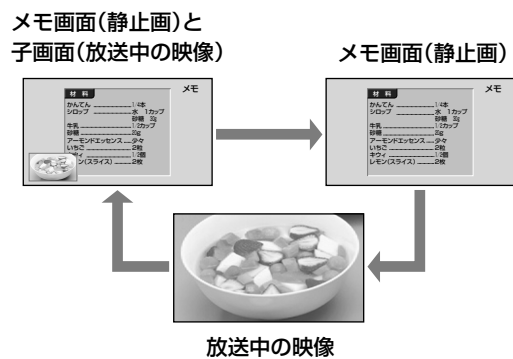 メモ画面(静止画)と
子画面(放送中の映像)
メモ画面(静止画)
メモ
材 料
かんてん 1/4本
シロップ 水 1カップ
砂糖
牛乳 1/2カップ
砂糖
アーモンドエッセンス 少々
いちご 2粒
キウィ 1/2個
レモン(スライス) 2枚
メモ
材 料
かんてん 1/4本
シロップ 水 1カップ
砂糖
牛乳 1/2カップ
砂糖
アーモンドエッセンス 少々
いちご 2粒
キウィ 1/2個
レモン(スライス) 2枚
放送中の映像